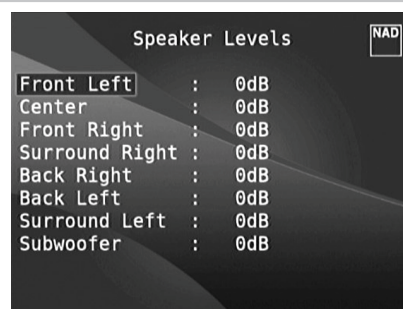 Speaker Levels
NAD
Front Left : 0dB
Center : 0dB
Front Right : 0dB
Surround Right : 0dB
Back Right : 0dB
Back Left : 0dB
Surround Left : 0dB
Subwoofer : 0dB